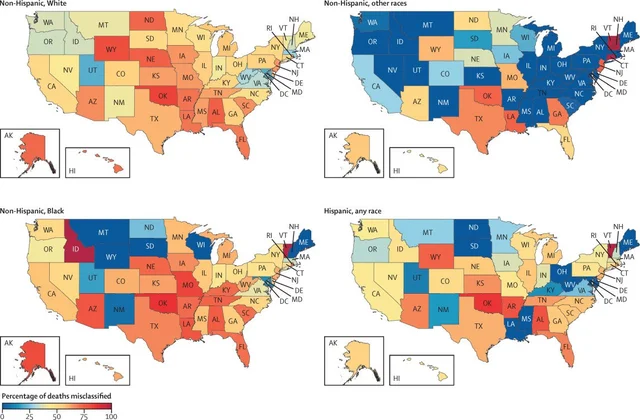 Non-Hispanic, White
NH
RI VT
ME
WA MT ND MN
OR ID SD WI MI NY
MA
WY NE IA PA CT
NV UT CO IL IN OH NJ
CA KS MO WV VA DE
KY MD
AZ NM OK AR TN NC DC
SC
TX LA MS AL GA
FL
AK
HI
Non-Hispanic, other races
NH
RI VT
ME
WA MT ND MN
OR ID SD WI MI NY
MA
WY NE IA PA CT
NV UT CO IL IN OH NJ
CA KS MO WV VA DE
KY MD
AZ NM OK AR TN NC DC
SC
TX LA MS AL GA
FL
AK
HI
Non-Hispanic, Black
NH
RI VT
ME
WA MT ND MN
OR ID SD WI MI NY
MA
WY NE IA PA CT
NV UT CO IL IN OH NJ
CA KS MO WV VA DE
KY MD
AZ NM OK AR TN NC DC
SC
TX LA MS AL GA
FL
AK
HI
Hispanic, any race
NH
RI VT
ME
WA MT ND MN
OR ID SD WI MI NY
MA
WY NE IA PA CT
NV UT CO IL IN OH NJ
CA KS MO WV VA DE
KY MD
AZ NM OK AR TN NC DC
SC
TX LA MS AL GA
FL
AK
HI
Percentage of deaths misclassified
0 25 50 75 100